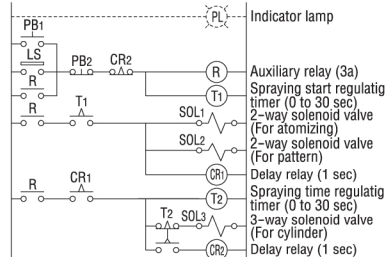 PL Indicator lamp
PB1
LS
PB2 CR2
R
R Auxiliary relay (3a)
T1 Spraying start regulatig
timer (0 to 30 sec)
R T1
SOL1 2-way solenoid valve
(For atomizing)
SOL2 2-way solenoid valve
(For pattern)
CR1 Delay relay (1 sec)
R CR1
T2 Spraying time regulatig
timer (0 to 30 sec)
T2 SOL3 3-way solenoid valve
(For cylinder)
CR2 Delay relay (1 sec)